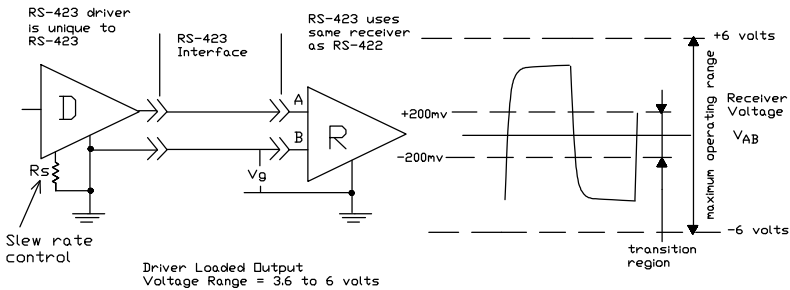 RS-423 driver
is unique to
RS-423
RS-423
Interface
RS-423 uses
same receiver
as RS-422
D
A
B
R
Rs
Vg
Slew rate
control
Driver Loaded Output
Voltage Range = 3.6 to 6 volts
+6 volts
+200mv
-200mv
-6 volts
maximum operating range
Receiver
Voltage
VAB
transition
region